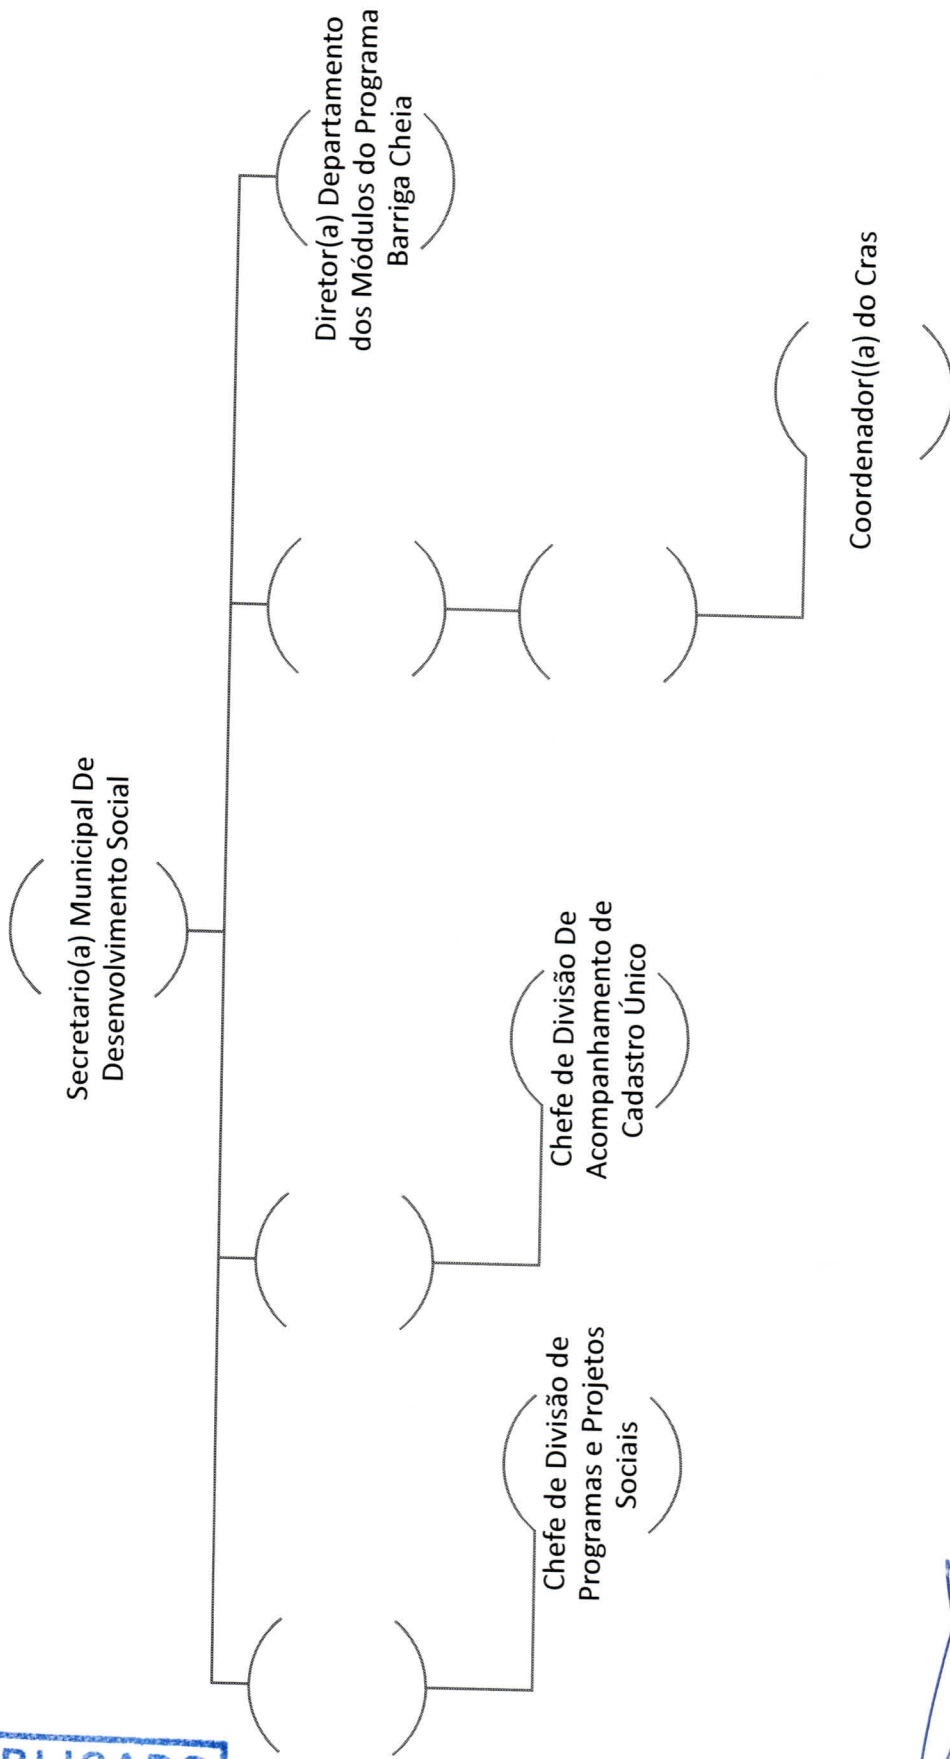 Secretario(a) Municipal De
Desenvolvimento Social
Diretor(a) Departamento
dos Módulos do Programa
Barriga Cheia
Chefe de Divisão de
Programas e Projetos
Sociais
Chefe de Divisão De
Acompanhamento de
Cadastro Único
Coordenador((a) do Cras